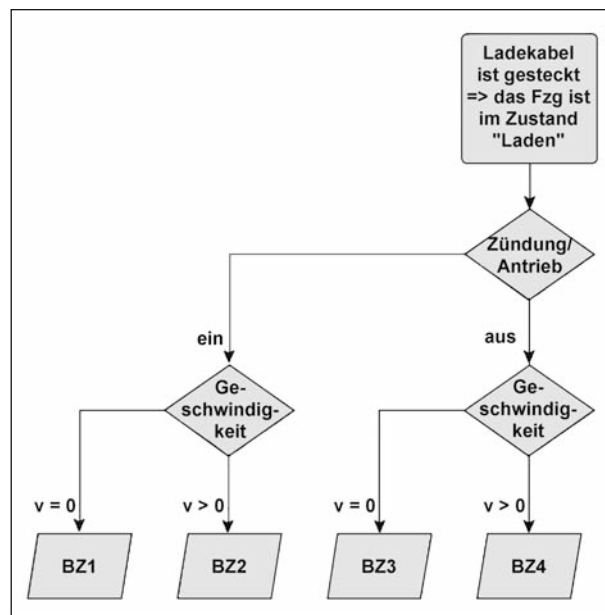 Ladekabel
ist gesteckt
=> das Fzg ist
im Zustand
"Laden"
Zündung/
Antrieb
ein
aus
Ge-
schwindig-
keit
Ge-
schwindig-
keit
v = 0
v > 0
v = 0
v > 0
BZ1
BZ2
BZ3
BZ4